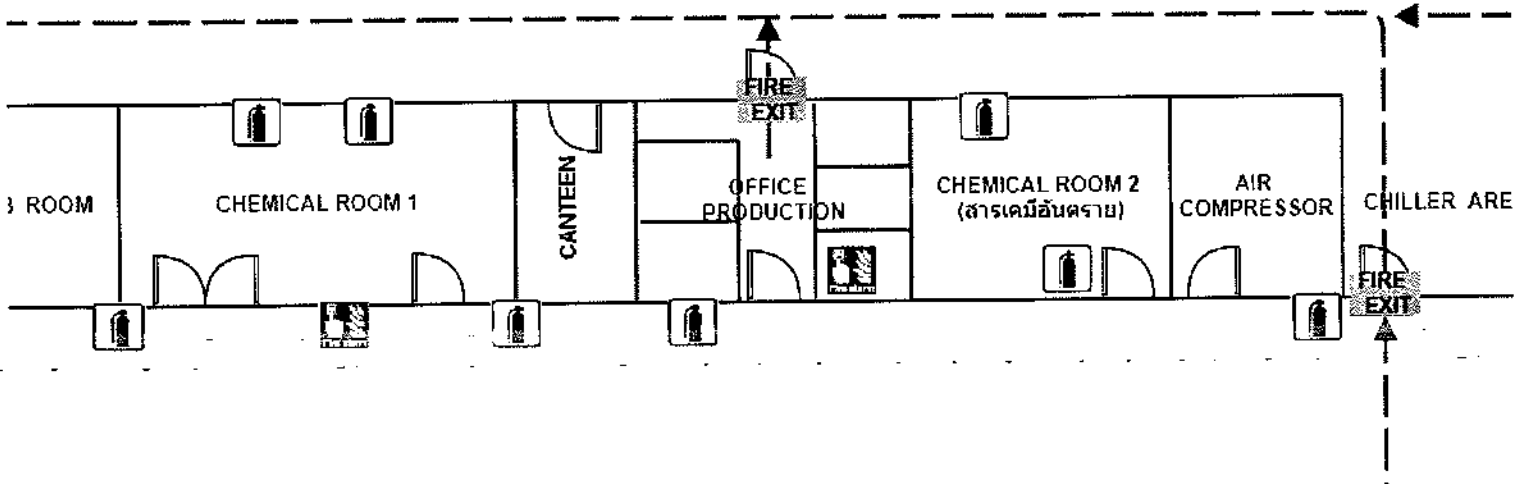 FIRE
EXIT
ROOM
CHEMICAL ROOM 1
CANTEEN
OFFICE
PRODUCTION
CHEMICAL ROOM 2
(สารเคมีอันตราย)
AIR
COMPRESSOR
CHILLER ARE
FIRE
EXIT